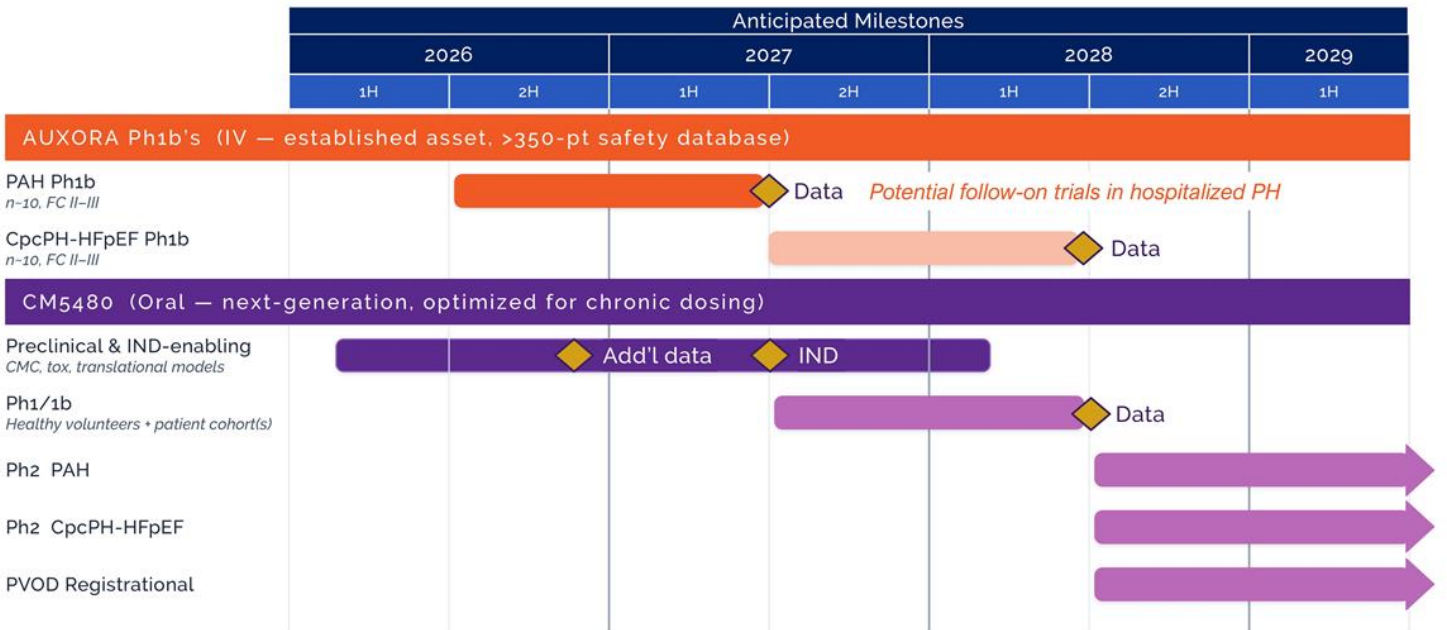 Anticipated Milestones
2026 2027 2028 2029
1H 2H 1H 2H 1H 2H 1H
AUXORA Ph1b's (IV — established asset, >350-pt safety database)
PAH Ph1b
n~10, FC II–III
Data Potential follow-on trials in hospitalized PH
CpcPH-HFpEF Ph1b
n~10, FC II–III
Data
CM5480 (Oral — next-generation, optimized for chronic dosing)
Preclinical & IND-enabling
CMC, tox, translational models
Add'l data IND
Ph1/1b
Healthy volunteers + patient cohort(s)
Data
Ph2 PAH
Ph2 CpcPH-HFpEF
PVOD Registrational